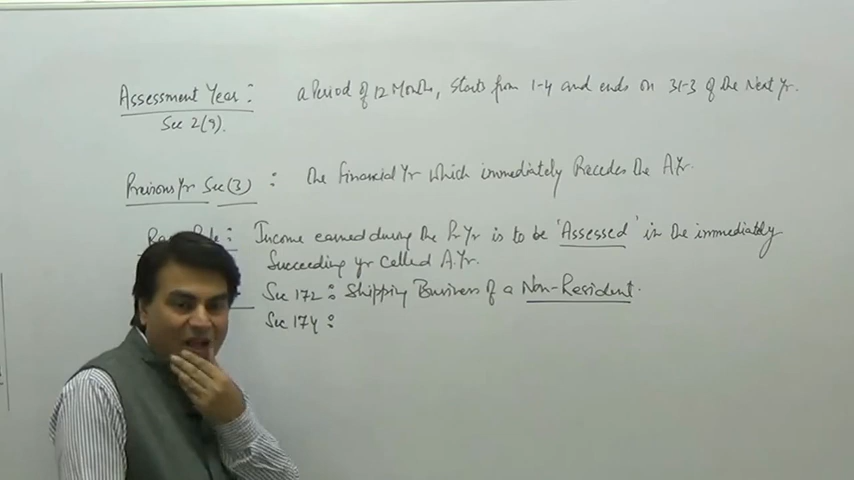 Assessment Year : a Period of 12 Months, starts from 1-4 and ends on 31-3 of the Next Yr.
Sec 2(9).
Previous Yr Sec(3) : the Financial Yr which immediately Precedes the A.Yr.
: Income earned during the Pr.Yr is to be 'Assessed' in the immediately
Succeeding yr called A.Yr.
Sec 172 : Shipping Business of a Non-Resident.
Sec 174 :